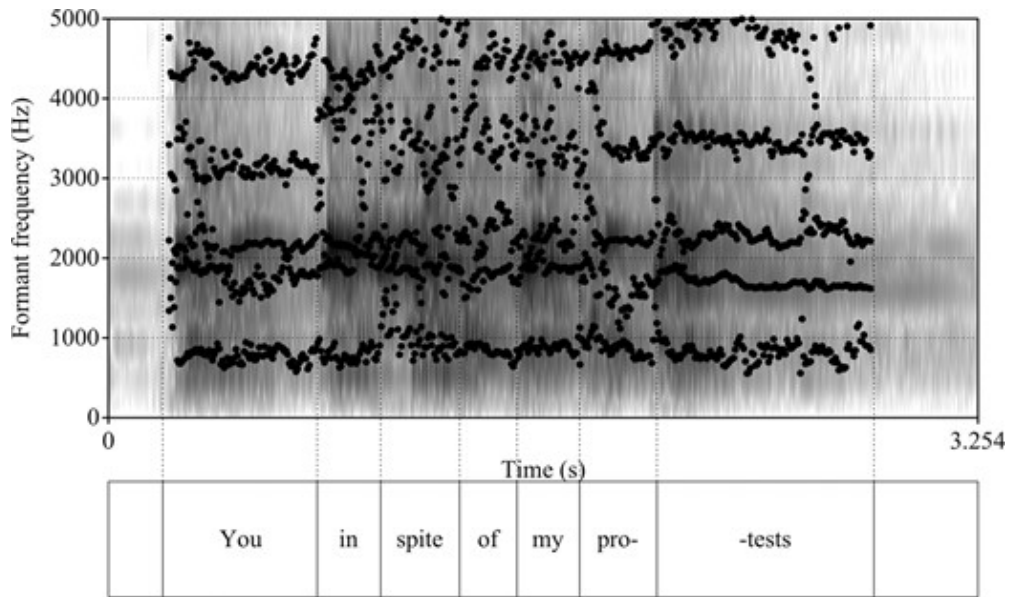 5000
4000
3000
2000
1000
0
Formant frequency (Hz)
0 3.254
Time (s)
You in spite of my pro- -tests